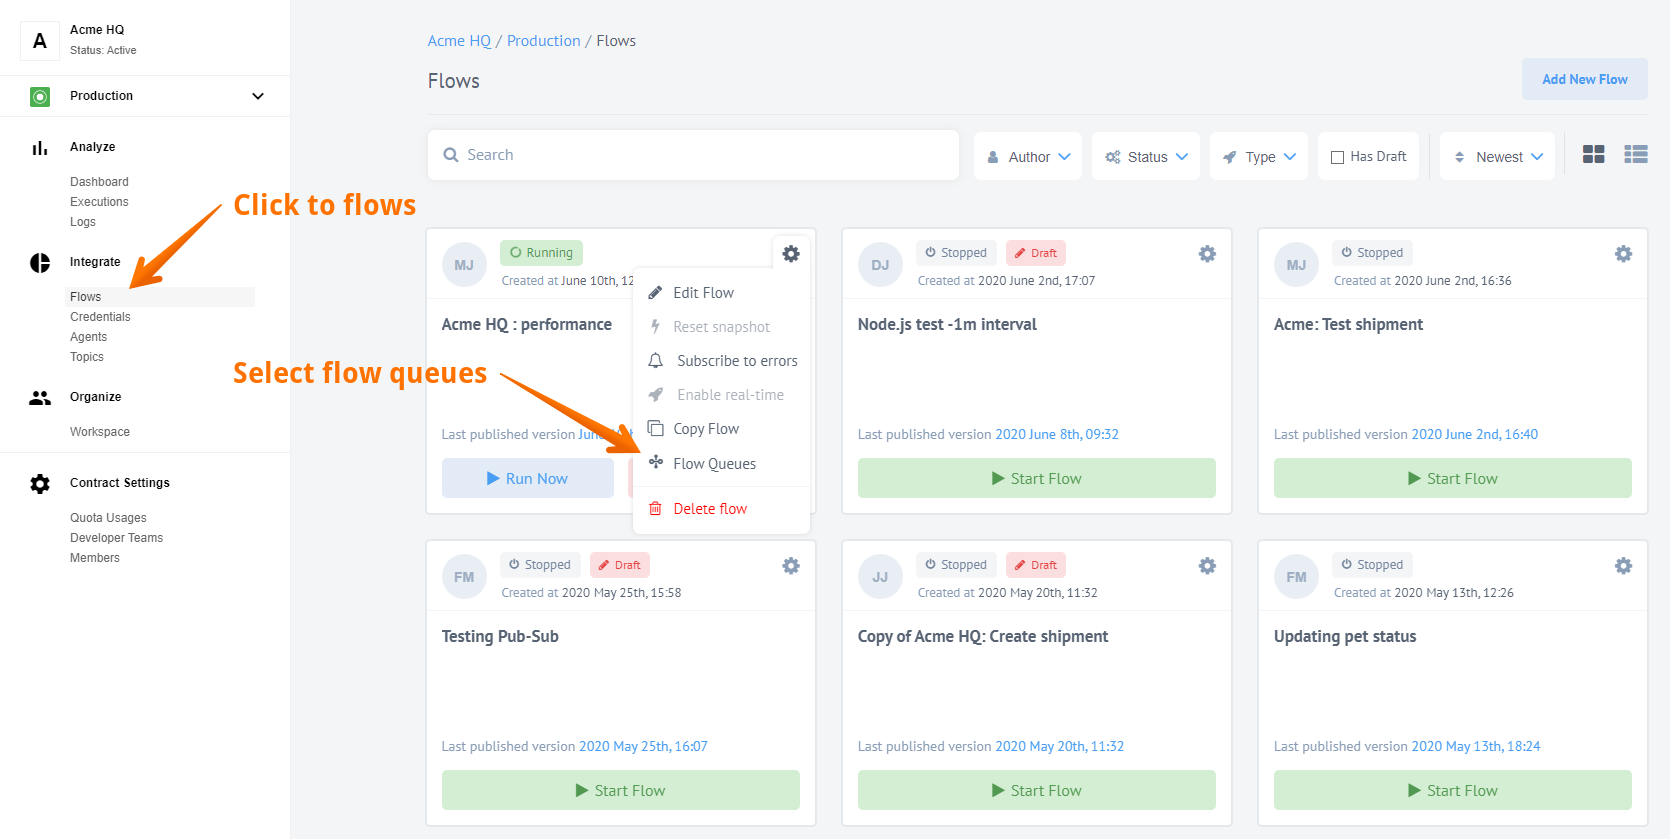 A
Acme HQ
Status: Active
Production
Analyze
Dashboard
Executions
Logs
Integrate
Flows
Credentials
Agents
Topics
Organize
Workspace
Contract Settings
Quota Usages
Developer Teams
Members
Click to flows
Select flow queues
Acme HQ / Production / Flows
Flows
Add New Flow
Search
Author
Status
Type
Has Draft
Newest
MJ
Running
Created at June 10th, 12
Acme HQ : performance
Last published version June
Run Now
Edit Flow
Reset snapshot
Subscribe to errors
Enable real-time
Copy Flow
Flow Queues
Delete flow
DJ
Stopped
Draft
Created at 2020 June 2nd, 17:07
Node.js test -1m interval
Last published version 2020 June 8th, 09:32
Start Flow
MJ
Stopped
Created at 2020 June 2nd, 16:36
Acme: Test shipment
Last published version 2020 June 2nd, 16:40
Start Flow
FM
Stopped
Draft
Created at 2020 May 25th, 15:58
Testing Pub-Sub
Last published version 2020 May 25th, 16:07
Start Flow
JJ
Stopped
Draft
Created at 2020 May 20th, 11:32
Copy of Acme HQ: Create shipment
Last published version 2020 May 20th, 11:32
Start Flow
FM
Stopped
Created at 2020 May 13th, 12:26
Updating pet status
Last published version 2020 May 13th, 18:24
Start Flow